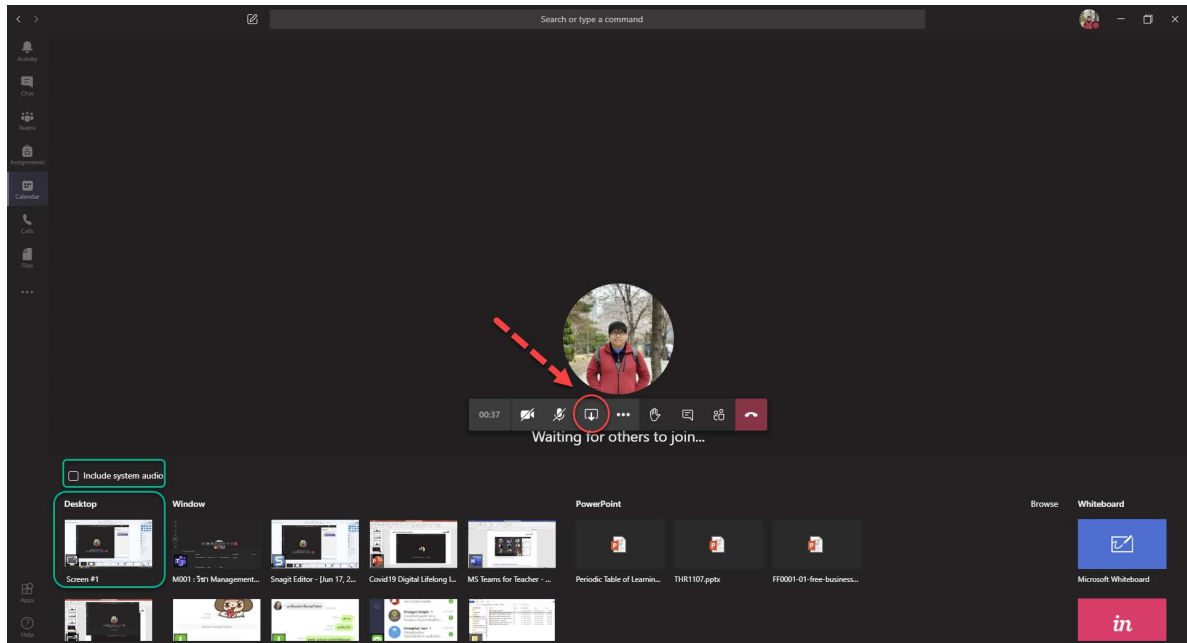 Search or type a command
Activity
Chat
Teams
Assignments
Calendar
Calls
Files
Apps
Help
00:37
Waiting for others to join...
Include system audio
Desktop
Window
PowerPoint
Browse
Whiteboard
Screen #1
M001 : วิชา Management...
Snagit Editor - [Jun 17, 2...
Covid19 Digital Lifelong L...
MS Teams for Teacher - ...
Periodic Table of Learnin...
THR1107.pptx
FF0001-01-free-business...
Microsoft Whiteboard
in